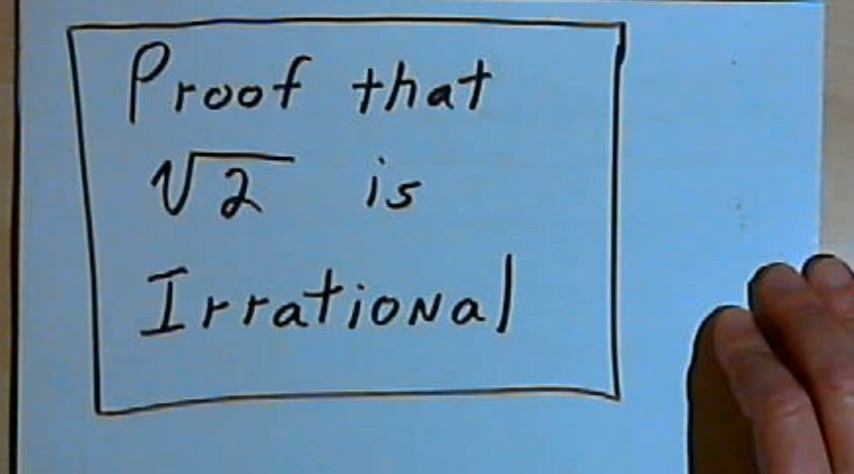 Proof that
√2 is
Irrational